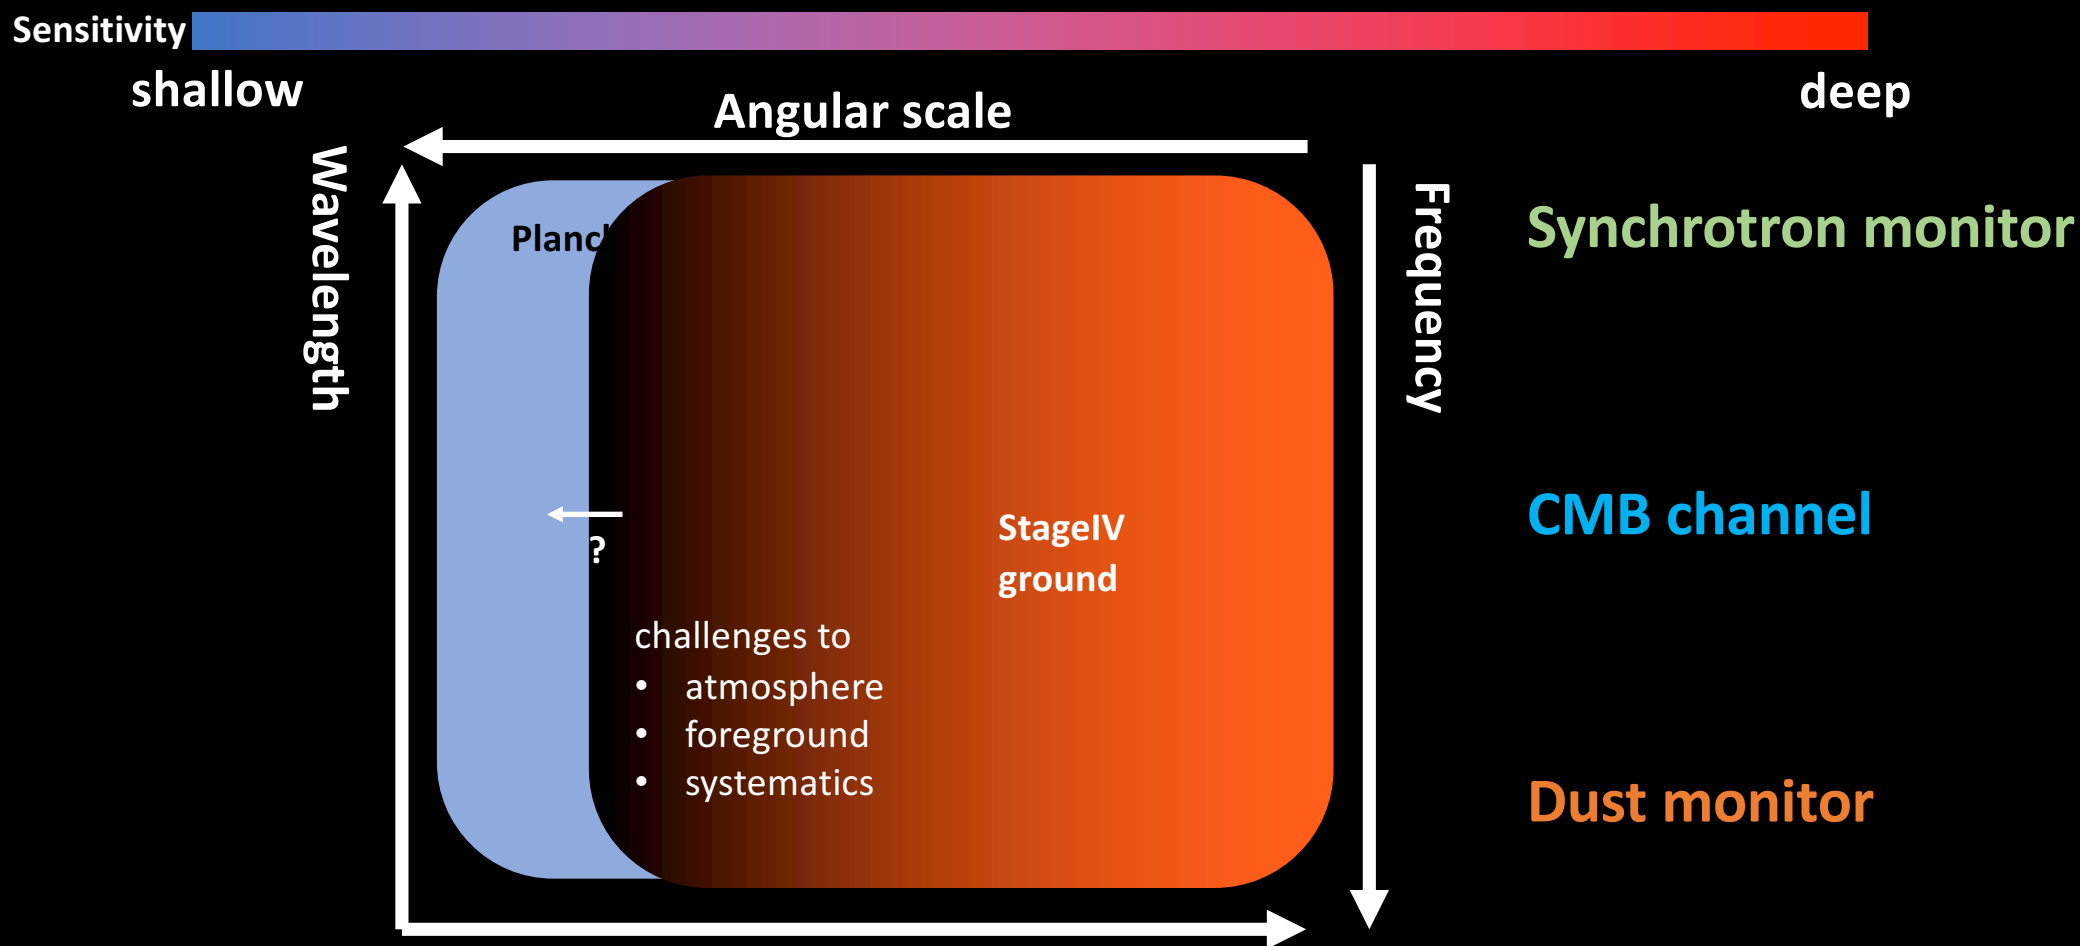 Sensitivity
shallow
deep
Angular scale
Wavelength
Frequency
Synchrotron monitor
StageIV
ground
?
CMB channel
challenges to
• atmosphere
• foreground
• systematics
Dust monitor